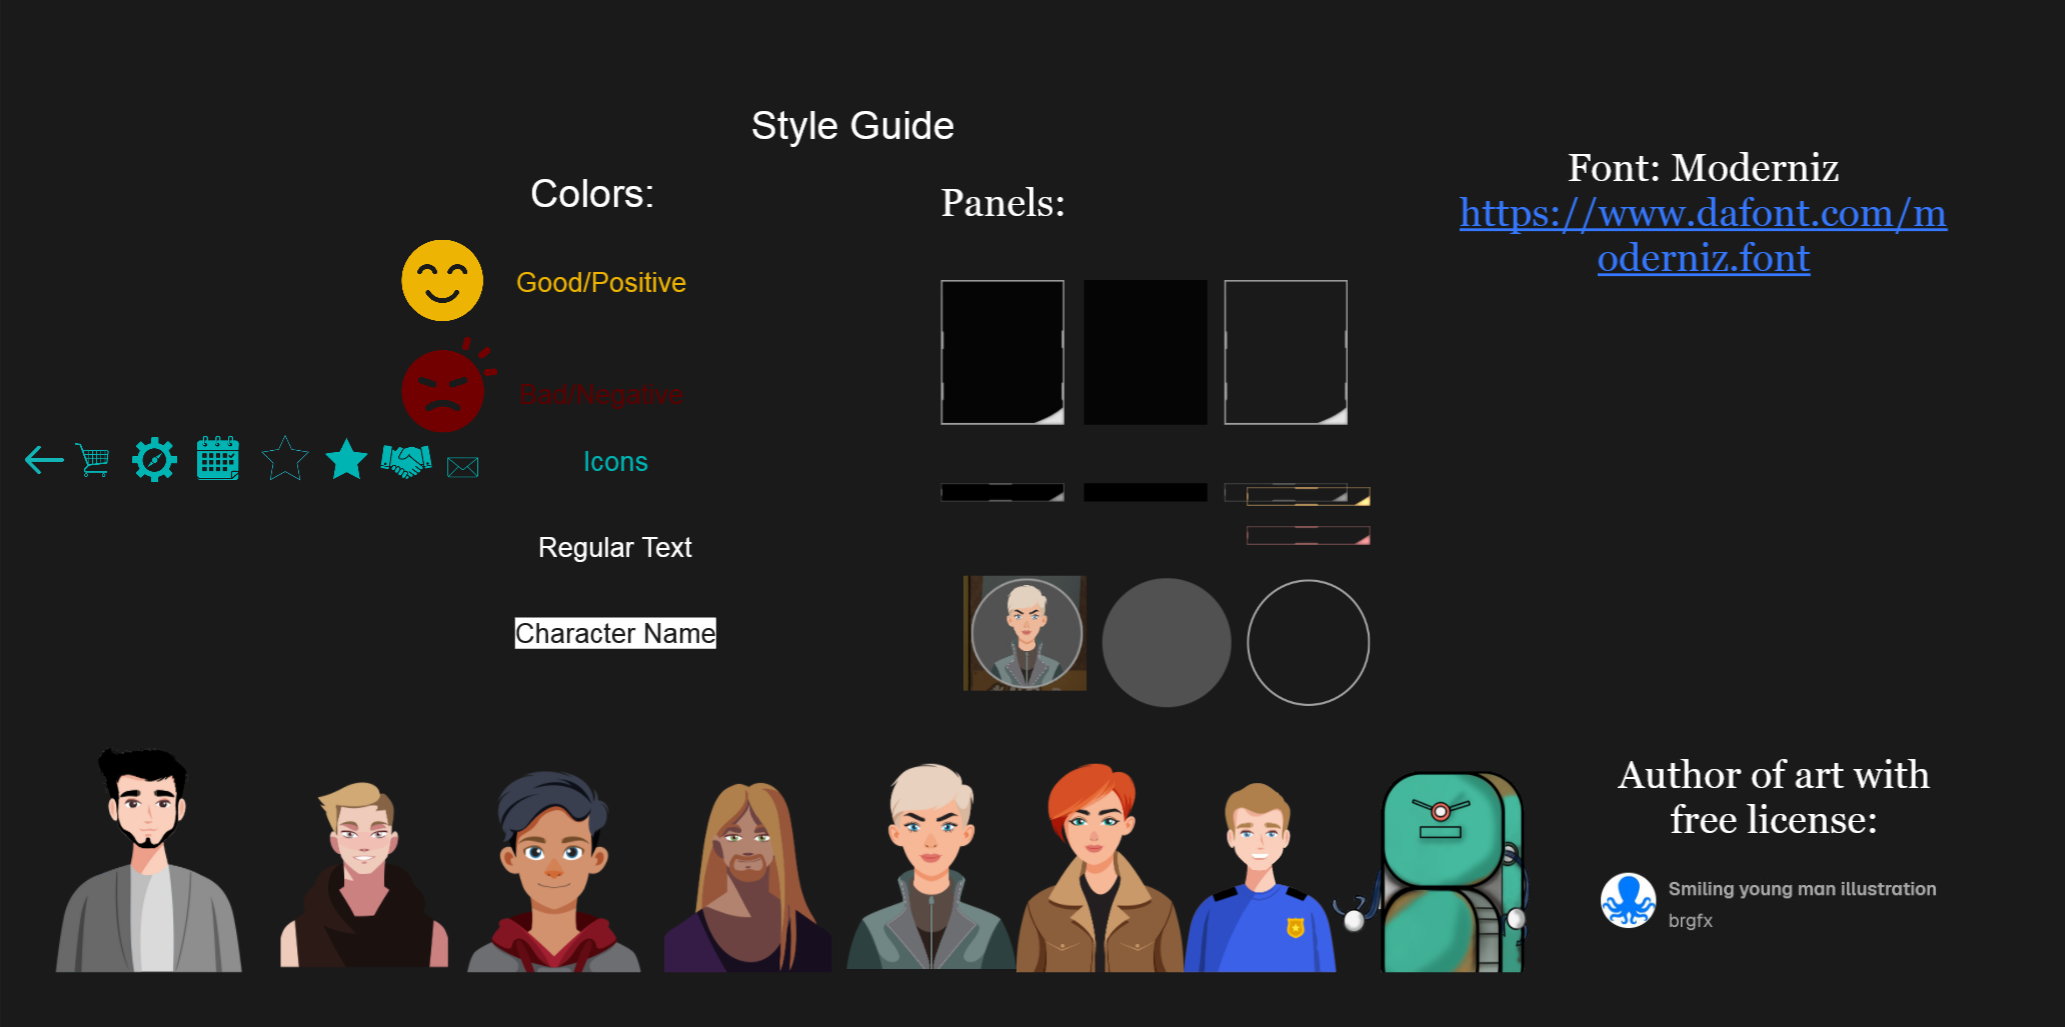 Style Guide
Colors:
Good/Positive
Bad/Negative
Icons
Regular Text
Character Name
Panels:
Font: Moderniz
https://www.dafont.com/m
oderniz.font
Author of art with
free license:
Smiling young man illustration
brgfx